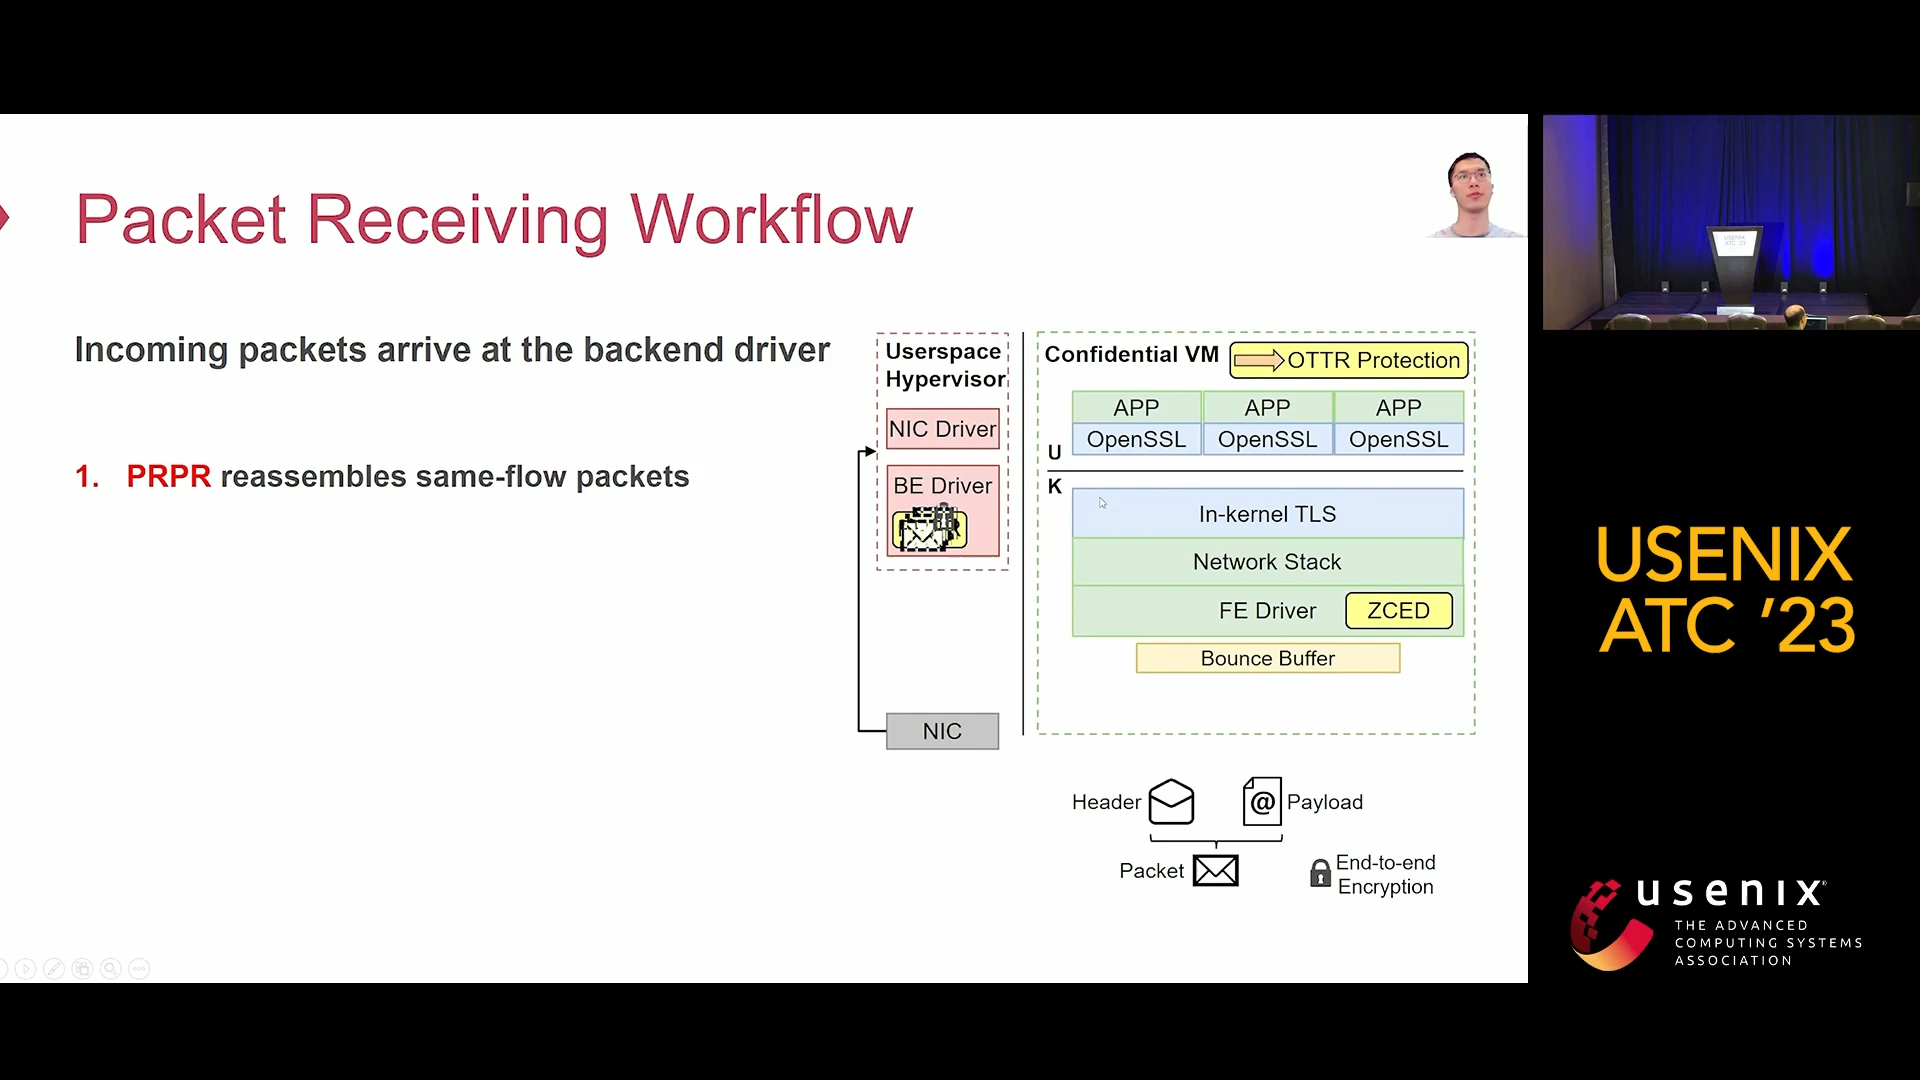 Packet Receiving Workflow
Incoming packets arrive at the backend driver
1. PRPR reassembles same-flow packets
Userspace
Hypervisor
NIC Driver
BE Driver
NIC
Confidential VM
OTTR Protection
APP APP APP
OpenSSL OpenSSL OpenSSL
U
K
In-kernel TLS
Network Stack
FE Driver
ZCED
Bounce Buffer
Header
@
Payload
Packet
End-to-end
Encryption
USENIX
ATC '23
USENIX
ATC '23
usenix
THE ADVANCED
COMPUTING SYSTEMS
ASSOCIATION